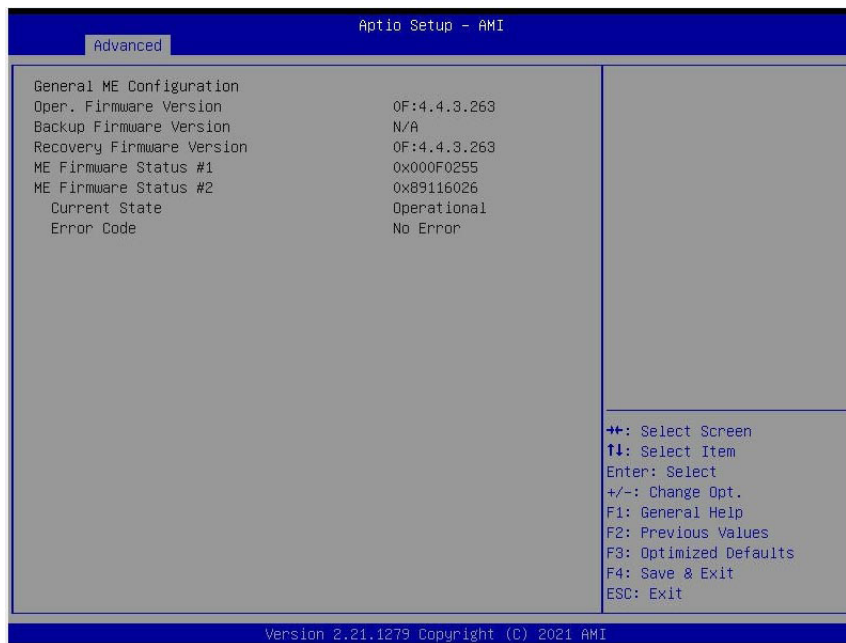 Aptio Setup – AMI
Advanced
General ME Configuration
Oper. Firmware Version 0F:4.4.3.263
Backup Firmware Version N/A
Recovery Firmware Version 0F:4.4.3.263
ME Firmware Status #1 0x000F0255
ME Firmware Status #2 0x89116026
Current State Operational
Error Code No Error
→←: Select Screen
↑↓: Select Item
Enter: Select
+/-: Change Opt.
F1: General Help
F2: Previous Values
F3: Optimized Defaults
F4: Save & Exit
ESC: Exit
Version 2.21.1279 Copyright (C) 2021 AMI